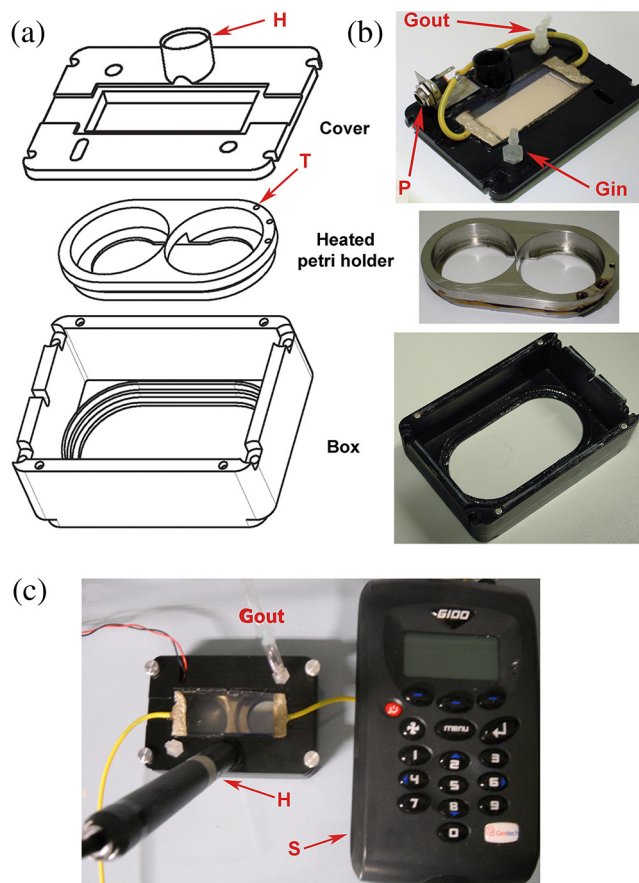 (a)
H
(b)
Gout
Cover
P
Gin
T
Heated
petri holder
Box
(c)
Gout
G100
menu
1 2 3
4 5 6
7 8 9
0
Geotech
H
S